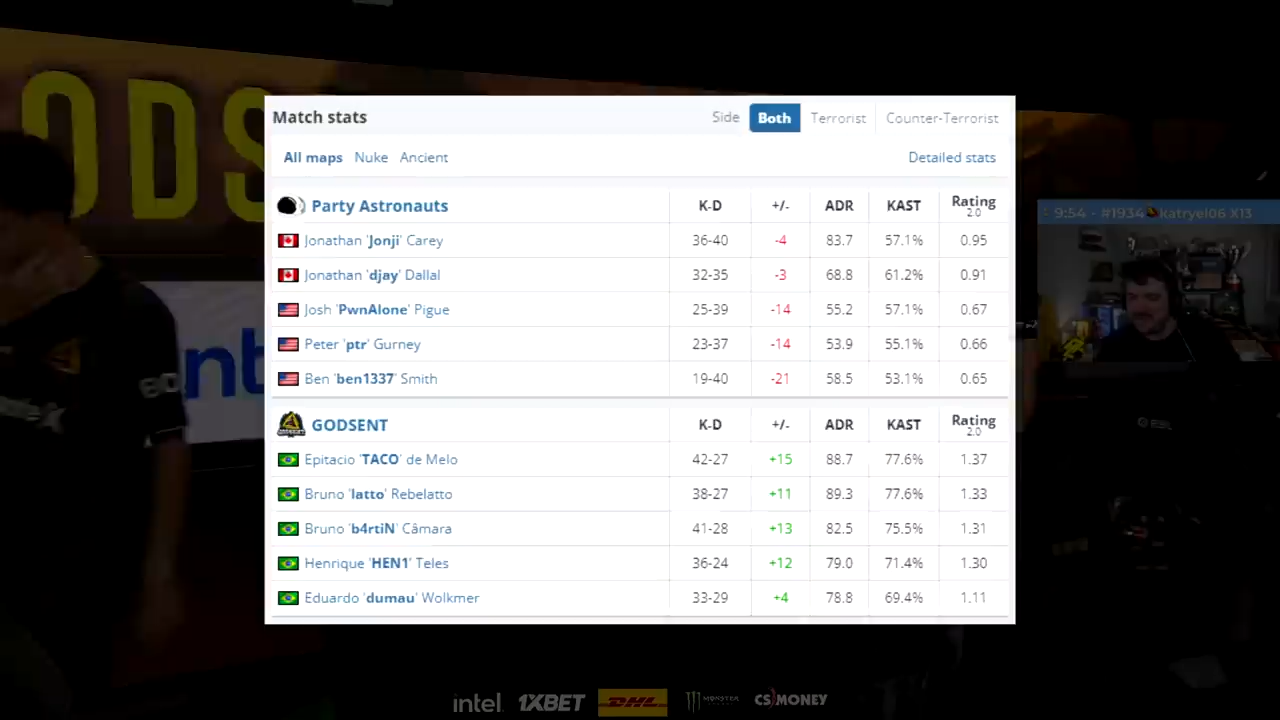 ODS
Match stats Side Both Terrorist Counter-Terrorist
All maps Nuke Ancient Detailed stats
Party Astronauts K-D +/- ADR KAST Rating 2.0
Jonathan 'Jonji' Carey 36-40 -4 83.7 57.1% 0.95
Jonathan 'djay' Dallal 32-35 -3 68.8 61.2% 0.91
Josh 'PwnAlone' Pigue 25-39 -14 55.2 57.1% 0.67
Peter 'ptr' Gurney 23-37 -14 53.9 55.1% 0.66
Ben 'ben1337' Smith 19-40 -21 58.5 53.1% 0.65
GODSENT K-D +/- ADR KAST Rating 2.0
Epitacio 'TACO' de Melo 42-27 +15 88.7 77.6% 1.37
Bruno 'latto' Rebelatto 38-27 +11 89.3 77.6% 1.33
Bruno 'b4rtiN' Câmara 41-28 +13 82.5 75.5% 1.31
Henrique 'HEN1' Teles 36-24 +12 79.0 71.4% 1.30
Eduardo 'dumau' Wolkmer 33-29 +4 78.8 69.4% 1.11
9:54 - #1934 katryel06 X13
ESL
intel. 1XBET DHL MONSTER CS MONEY